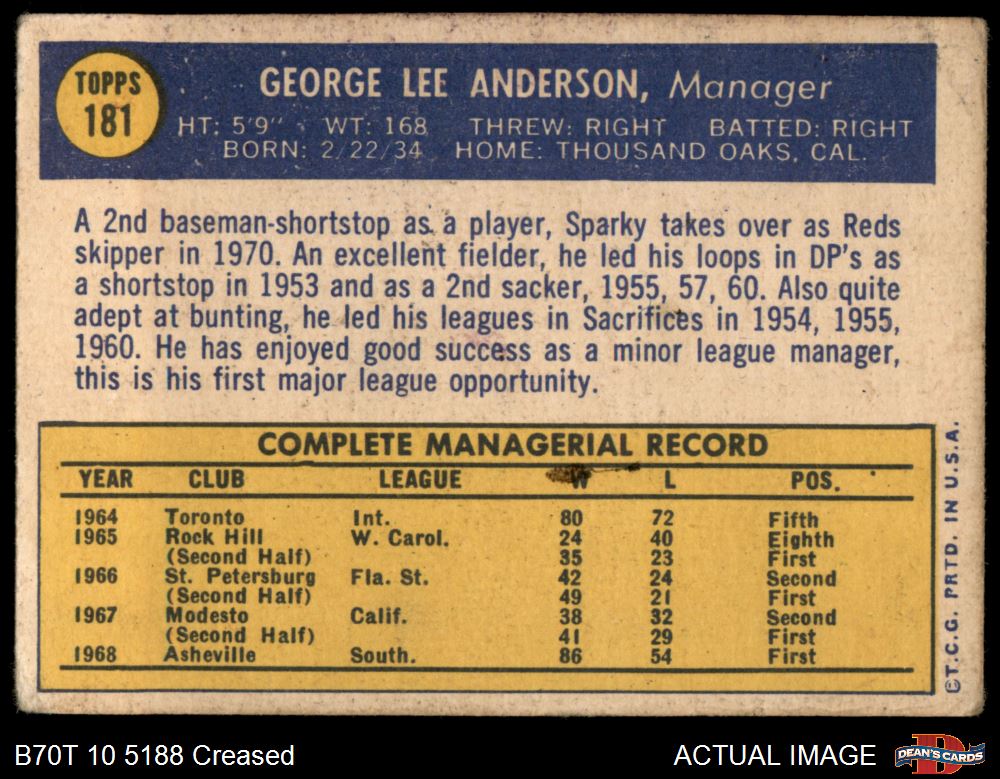 TOPPS
181
GEORGE LEE ANDERSON, Manager
HT: 5'9" WT: 168 THREW: RIGHT BATTED: RIGHT
BORN: 2/22/34 HOME: THOUSAND OAKS, CAL.
A 2nd baseman-shortstop as a player, Sparky takes over as Reds
skipper in 1970. An excellent fielder, he led his loops in DP's as
a shortstop in 1953 and as a 2nd sacker, 1955, 57, 60. Also quite
adept at bunting, he led his leagues in Sacrifices in 1954, 1955,
1960. He has enjoyed good success as a minor league manager,
this is his first major league opportunity.
COMPLETE MANAGERIAL RECORD
YEAR CLUB LEAGUE W L POS.
1964 Toronto Int. 80 72 Fifth
1965 Rock Hill W. Carol. 24 40 Eighth
(Second Half) 35 23 First
1966 St. Petersburg Fla. St. 42 24 Second
(Second Half) 49 21 First
1967 Modesto Calif. 38 32 Second
(Second Half) 41 29 First
1968 Asheville South. 86 54 First
©T.C.G. PRTD. IN U.S.A.
B70T 10 5188 Creased
ACTUAL IMAGE
DEAN'S CARDS